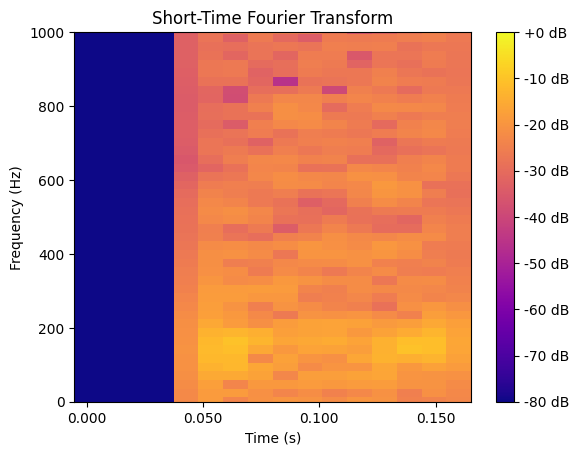 Short-Time Fourier Transform
1000
800
600
400
200
0
Frequency (Hz)
0.000
0.050
0.100
0.150
Time (s)
+0 dB
-10 dB
-20 dB
-30 dB
-40 dB
-50 dB
-60 dB
-70 dB
-80 dB